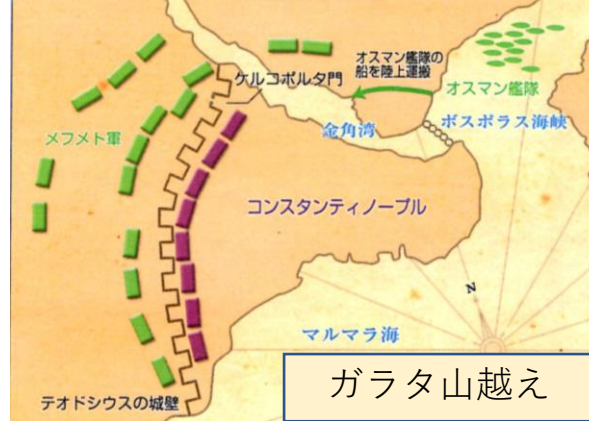 オスマン艦隊の
船を陸上運搬
ケルコポルタ門
オスマン艦隊
金角湾
ボスポラス海峡
メフメト軍
コンスタンティノープル
N
マルマラ海
ガラタ山越え
テオドシウスの城壁